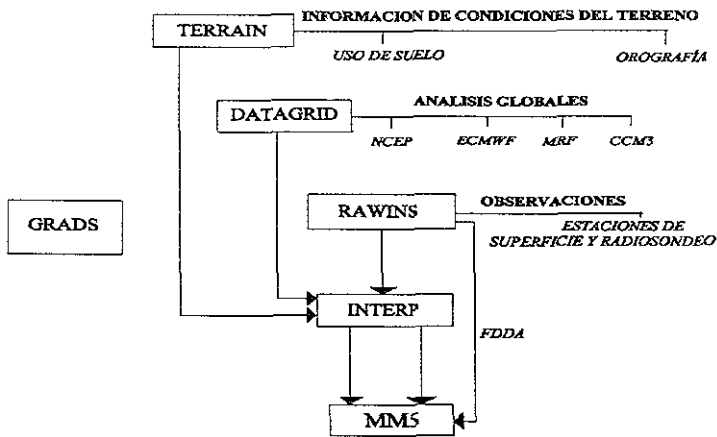 INFORMACION DE CONDICIONES DEL TERRENO
TERRAIN
USO DE SUELO
OROGRAFÍA
ANALISIS GLOBALES
DATAGRID
NCEP
ECMWF
MRF
CCM3
OBSERVACIONES
RAWINS
GRADS
ESTACIONES DE
SUPERFICIE Y RADIOSONDEO
INTERP
FDDA
MM5